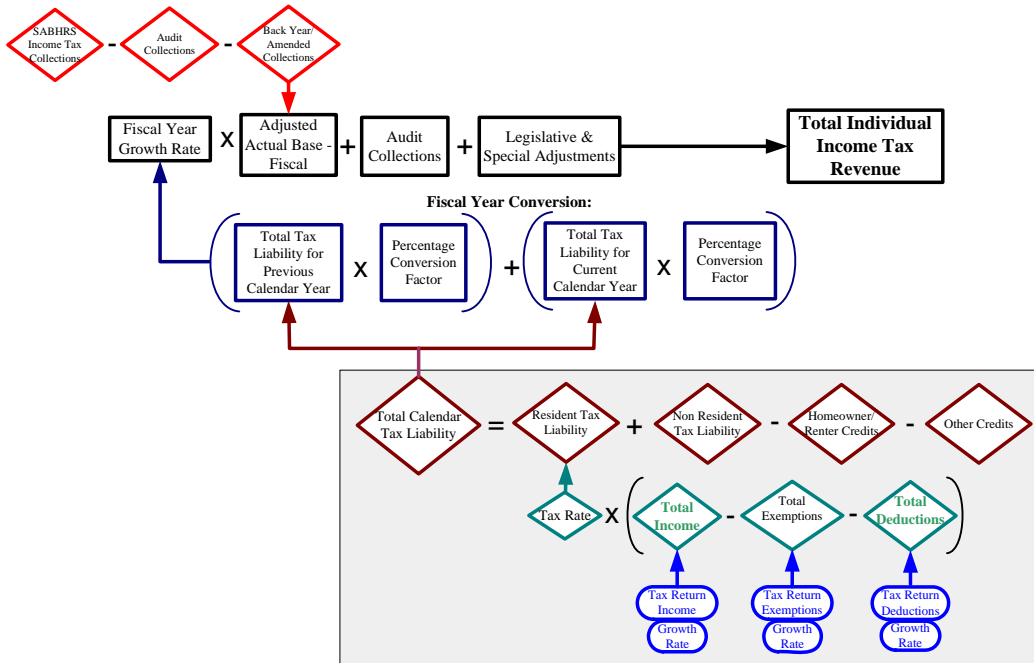 SABHRS
Income Tax
Collections
-
Audit
Collections
-
Back Year/
Amended
Collections
Fiscal Year
Growth Rate
X
Adjusted
Actual Base -
Fiscal
+
Audit
Collections
+
Legislative &
Special Adjustments
Total Individual
Income Tax
Revenue
Fiscal Year Conversion:
Total Tax
Liability for
Previous
Calendar Year
X
Percentage
Conversion
Factor
+
Total Tax
Liability for
Current
Calendar Year
X
Percentage
Conversion
Factor
Total Calendar
Tax Liability
=
Resident Tax
Liability
+
Non Resident
Tax Liability
-
Homeowner/
Renter Credits
-
Other Credits
Tax Rate
X
Total
Income
-
Total
Exemptions
-
Total
Deductions
Tax Return
Income
Growth
Rate
Tax Return
Exemptions
Growth
Rate
Tax Return
Deductions
Growth
Rate